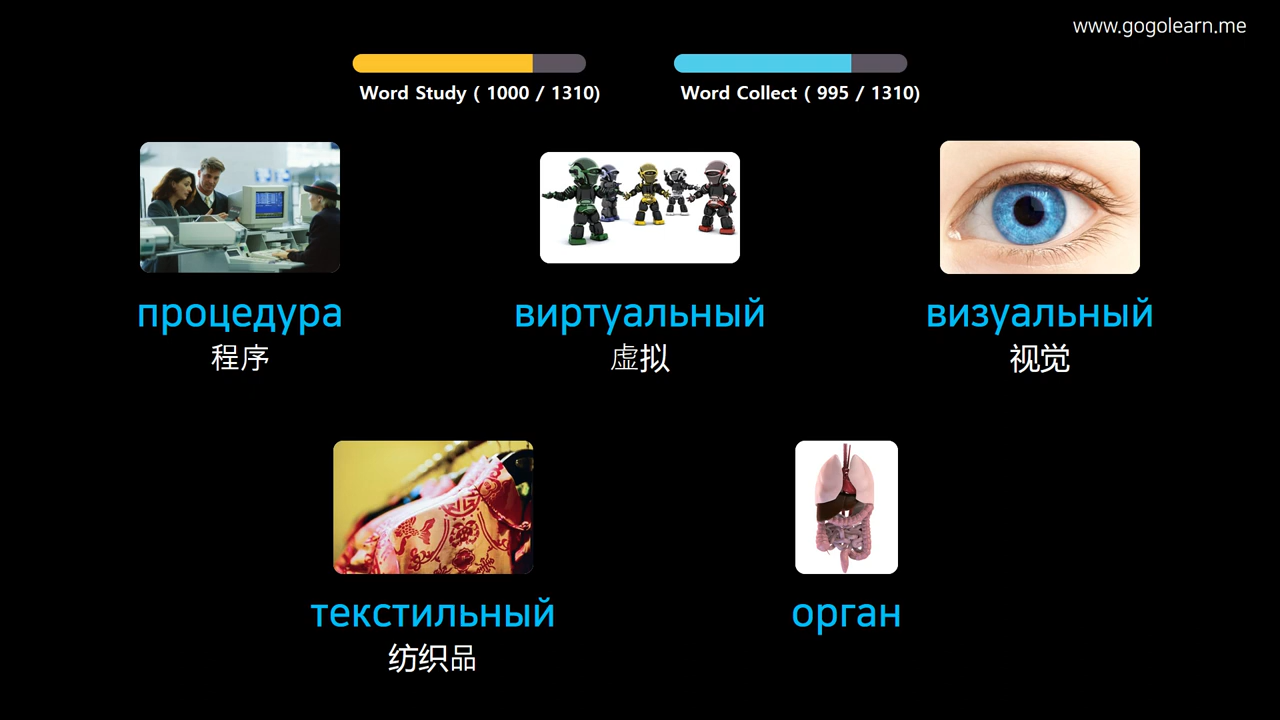 www.gogolearn.me
Word Study ( 1000 / 1310)
Word Collect ( 995 / 1310)
процедура
程序
виртуальный
虚拟
визуальный
视觉
текстильный
纺织品
орган